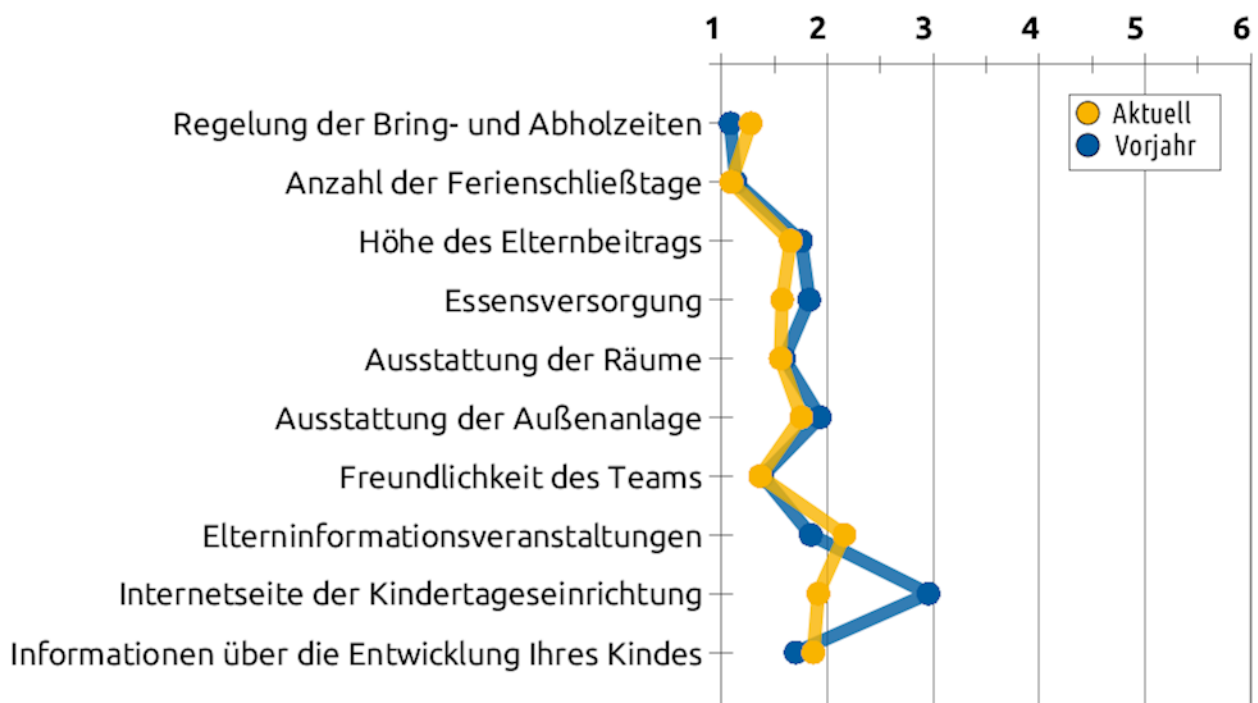 1 2 3 4 5 6
Aktuell
Vorjahr
Regelung der Bring- und Abholzeiten
Anzahl der Ferienschließtage
Höhe des Elternbeitrags
Essensversorgung
Ausstattung der Räume
Ausstattung der Außenanlage
Freundlichkeit des Teams
Elterninformationsveranstaltungen
Internetseite der Kindertageseinrichtung
Informationen über die Entwicklung Ihres Kindes